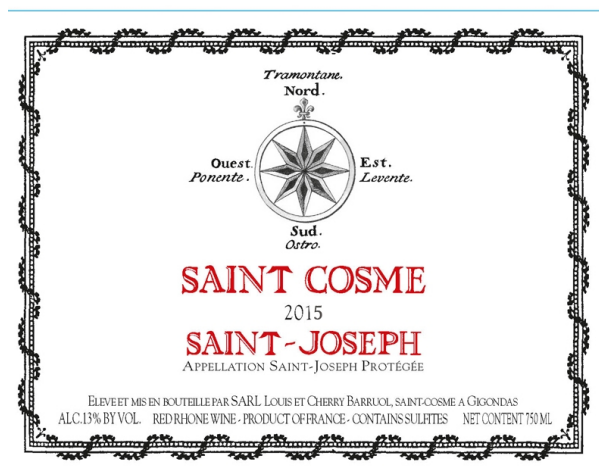 Tramontane.
Nord.
Ouest. Est.
Ponente. Levente.
Sud.
Ostro.
SAINT COSME
2015
SAINT-JOSEPH
APPELLATION SAINT-JOSEPH PROTÉGÉE
ELEVE ET MIS EN BOUTEILLE PAR SARL LOUIS ET CHERRY BARRUOL, SAINT-COSME A GIGONDAS
ALC.13% BY VOL. RED RHONE WINE - PRODUCT OF FRANCE - CONTAINS SULFITES NET CONTENT 750 ML